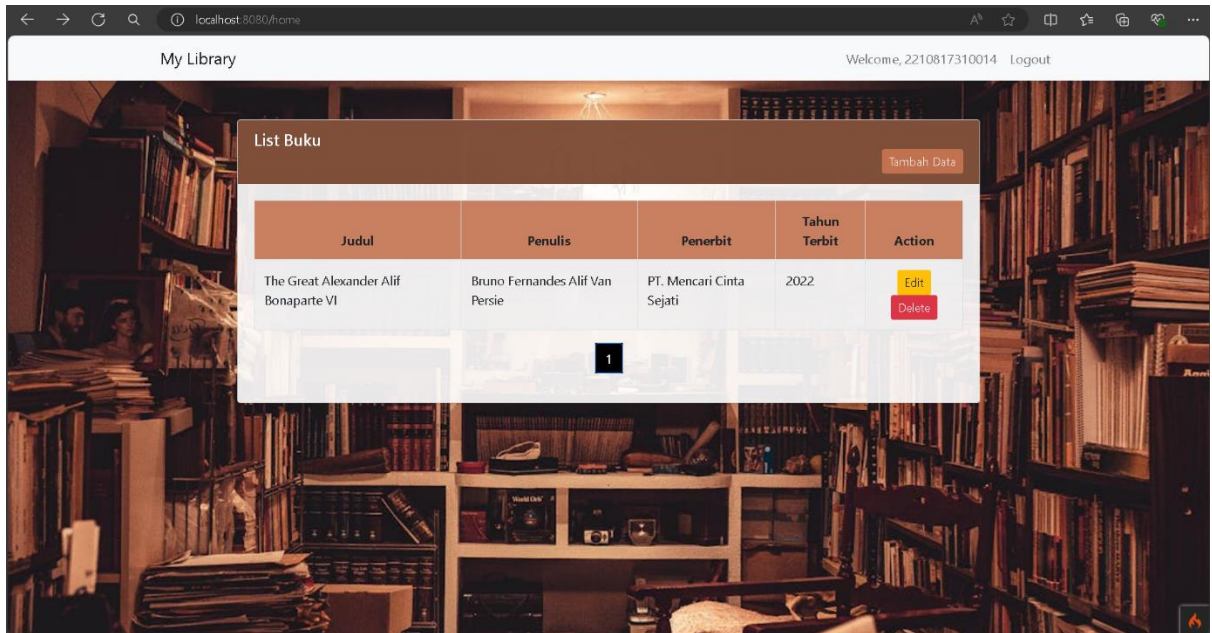 localhost:8080/home
My Library
Welcome, 2210817310014 Logout
List Buku
Tambah Data
Judul Penulis Penerbit Tahun Terbit Action
The Great Alexander Alif Bonaparte VI
Bruno Fernandes Alif Van Persie
PT. Mencari Cinta Sejati
2022
Edit
Delete
1